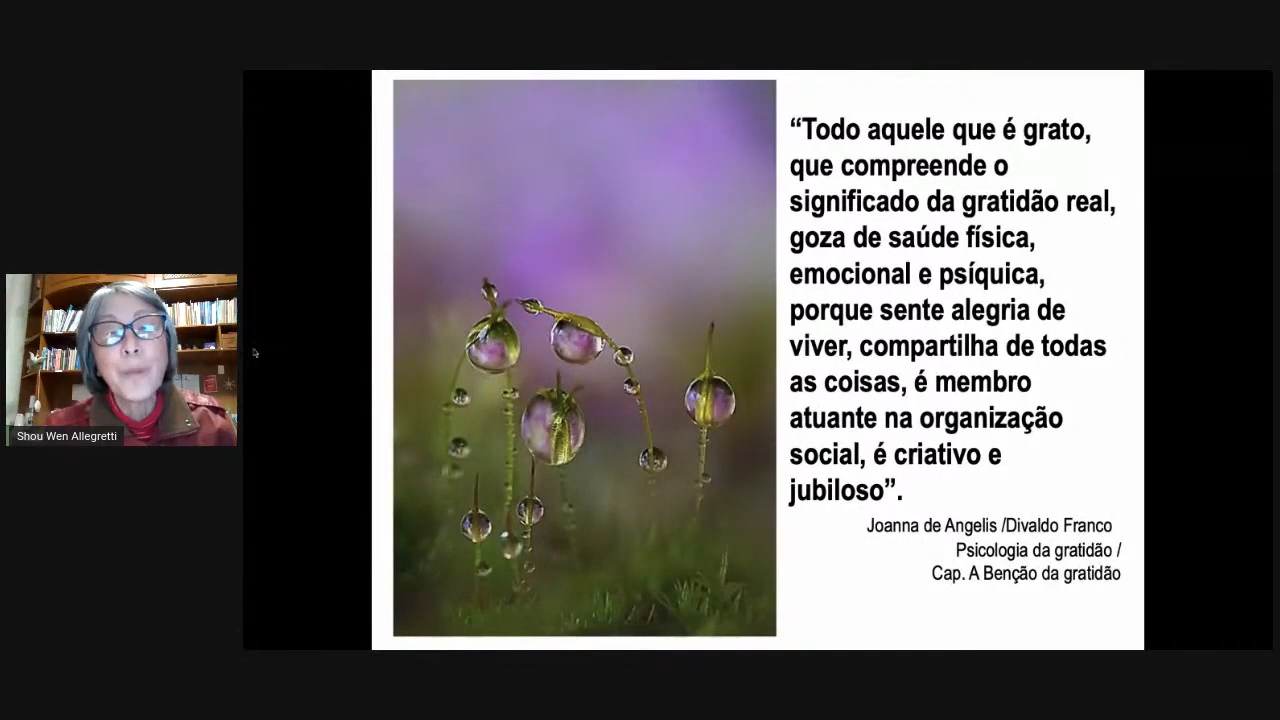 “Todo aquele que é grato,
que compreende o
significado da gratidão real,
goza de saúde física,
emocional e psíquica,
porque sente alegria de
viver, compartilha de todas
as coisas, é membro
atuante na organização
social, é criativo e
jubiloso”.
Joanna de Angelis /Divaldo Franco
Psicologia da gratidão /
Cap. A Benção da gratidão
Shou Wen Allegretti